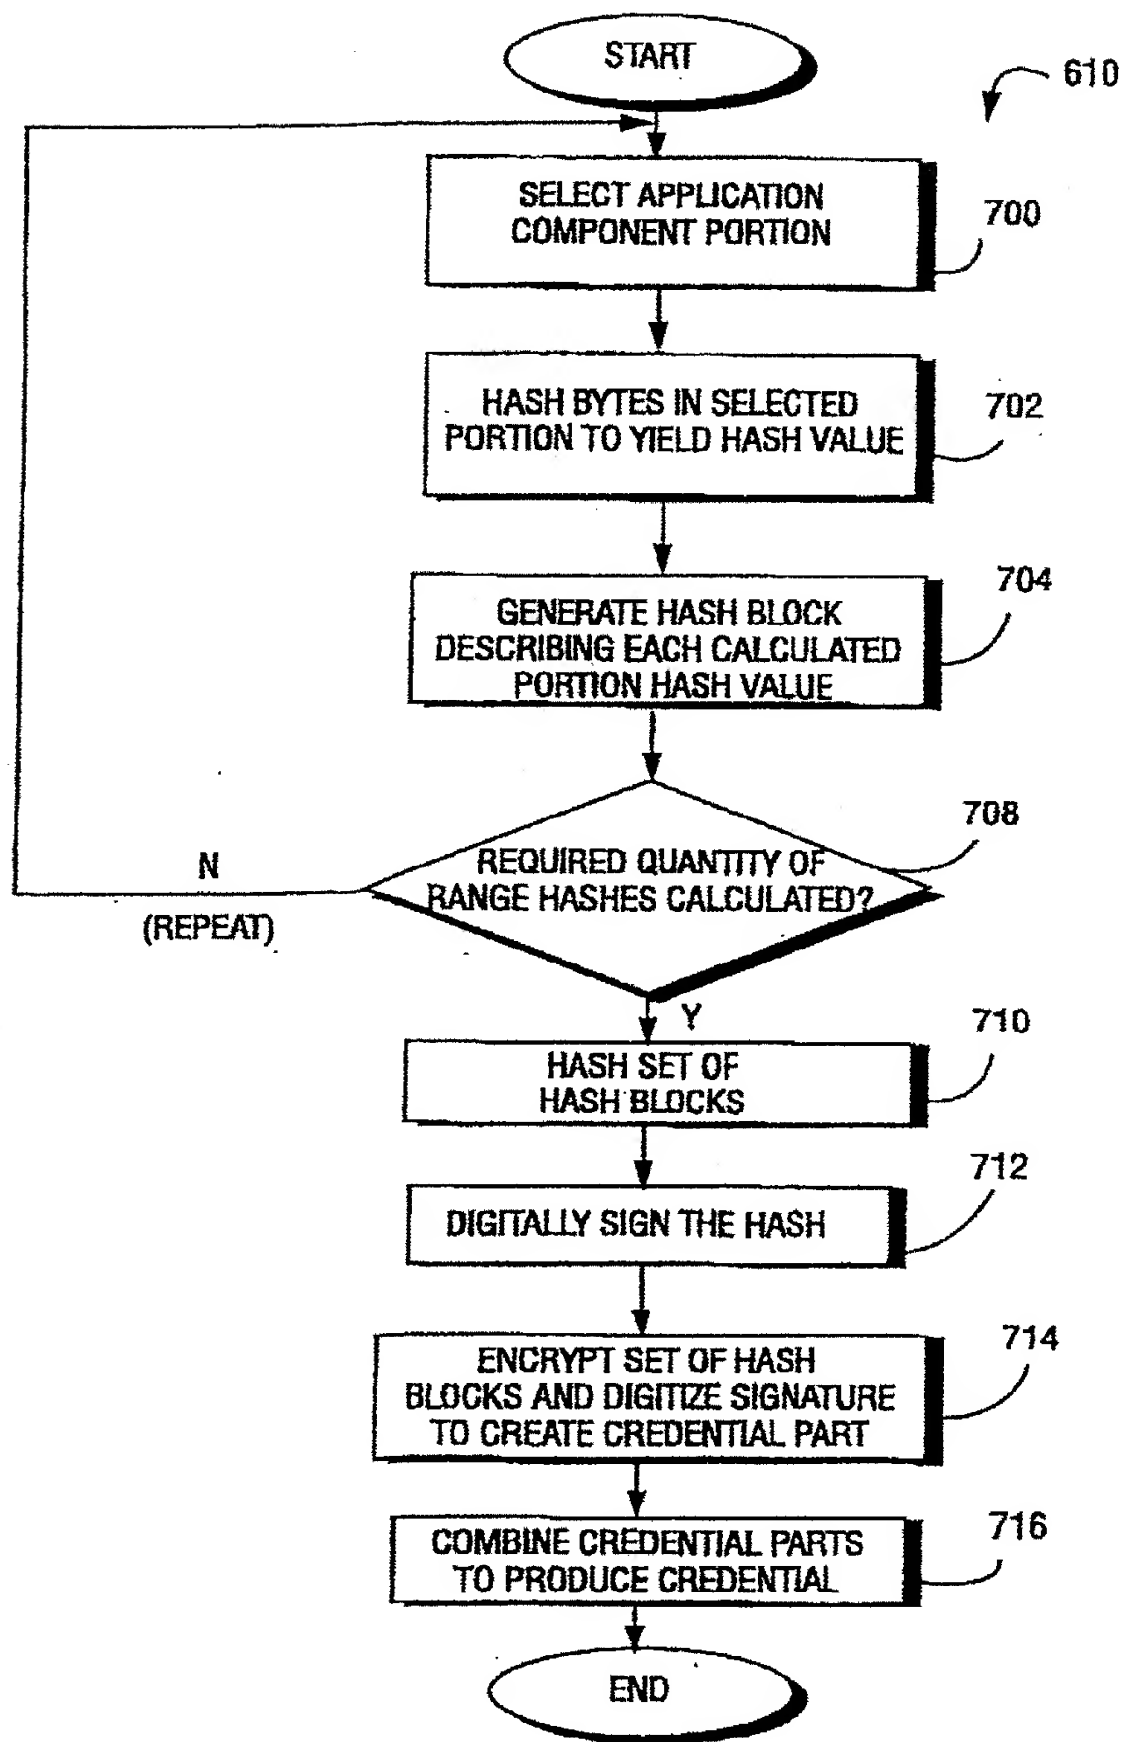 START
610
SELECT APPLICATION
COMPONENT PORTION
700
HASH BYTES IN SELECTED
PORTION TO YIELD HASH VALUE
702
GENERATE HASH BLOCK
DESCRIBING EACH CALCULATED
PORTION HASH VALUE
704
REQUIRED QUANTITY OF
RANGE HASHES CALCULATED?
708
N
(REPEAT)
Y
HASH SET OF
HASH BLOCKS
710
DIGITALLY SIGN THE HASH
712
ENCRYPT SET OF HASH
BLOCKS AND DIGITIZE SIGNATURE
TO CREATE CREDENTIAL PART
714
COMBINE CREDENTIAL PARTS
TO PRODUCE CREDENTIAL
716
END